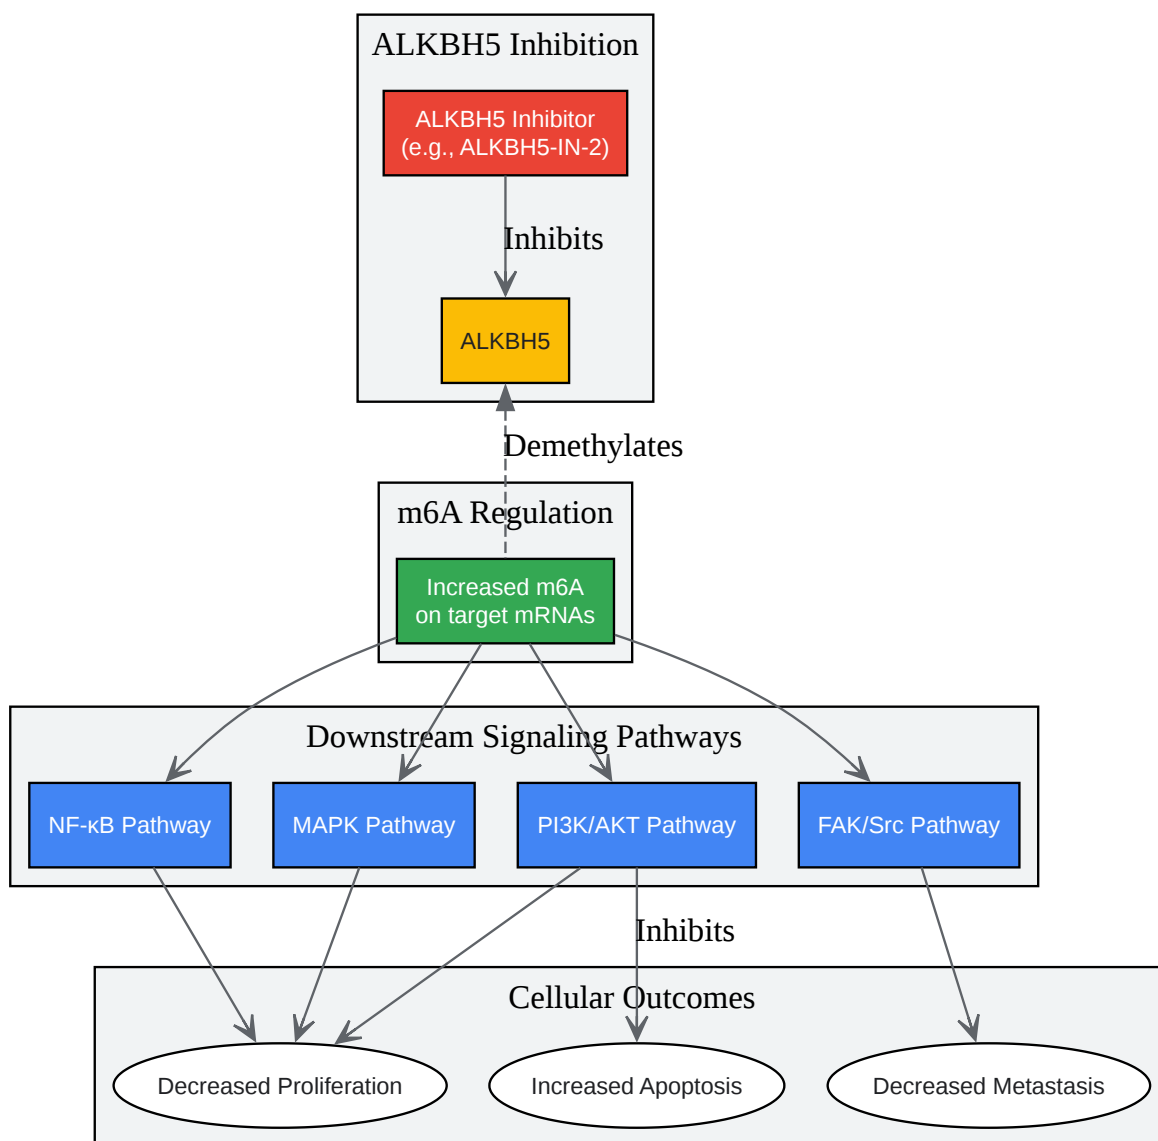 ALKBH5 Inhibition
ALKBH5 Inhibitor
(e.g., ALKBH5-IN-2)
Inhibits
ALKBH5
Demethylates
m6A Regulation
Increased m6A
on target mRNAs
Downstream Signaling Pathways
NF-κB Pathway
MAPK Pathway
PI3K/AKT Pathway
FAK/Src Pathway
Inhibits
Cellular Outcomes
Decreased Proliferation
Increased Apoptosis
Decreased Metastasis